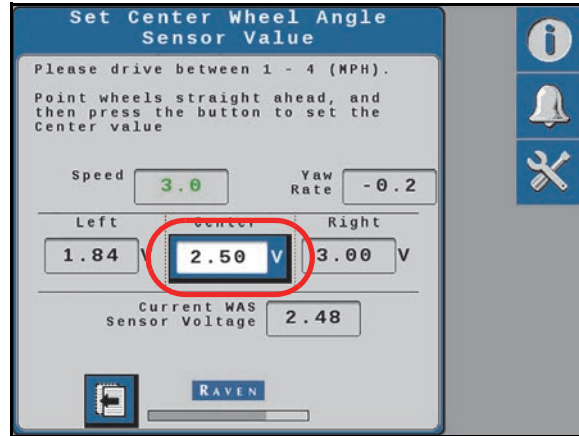 Set Center Wheel Angle
Sensor Value
Please drive between 1 - 4 (MPH).
Point wheels straight ahead, and
then press the button to set the
Center value
Speed 3.0 Yaw Rate -0.2
Left Center Right
1.84 V 2.50 V 3.00 V
Current WAS
Sensor Voltage 2.48
RAVEN